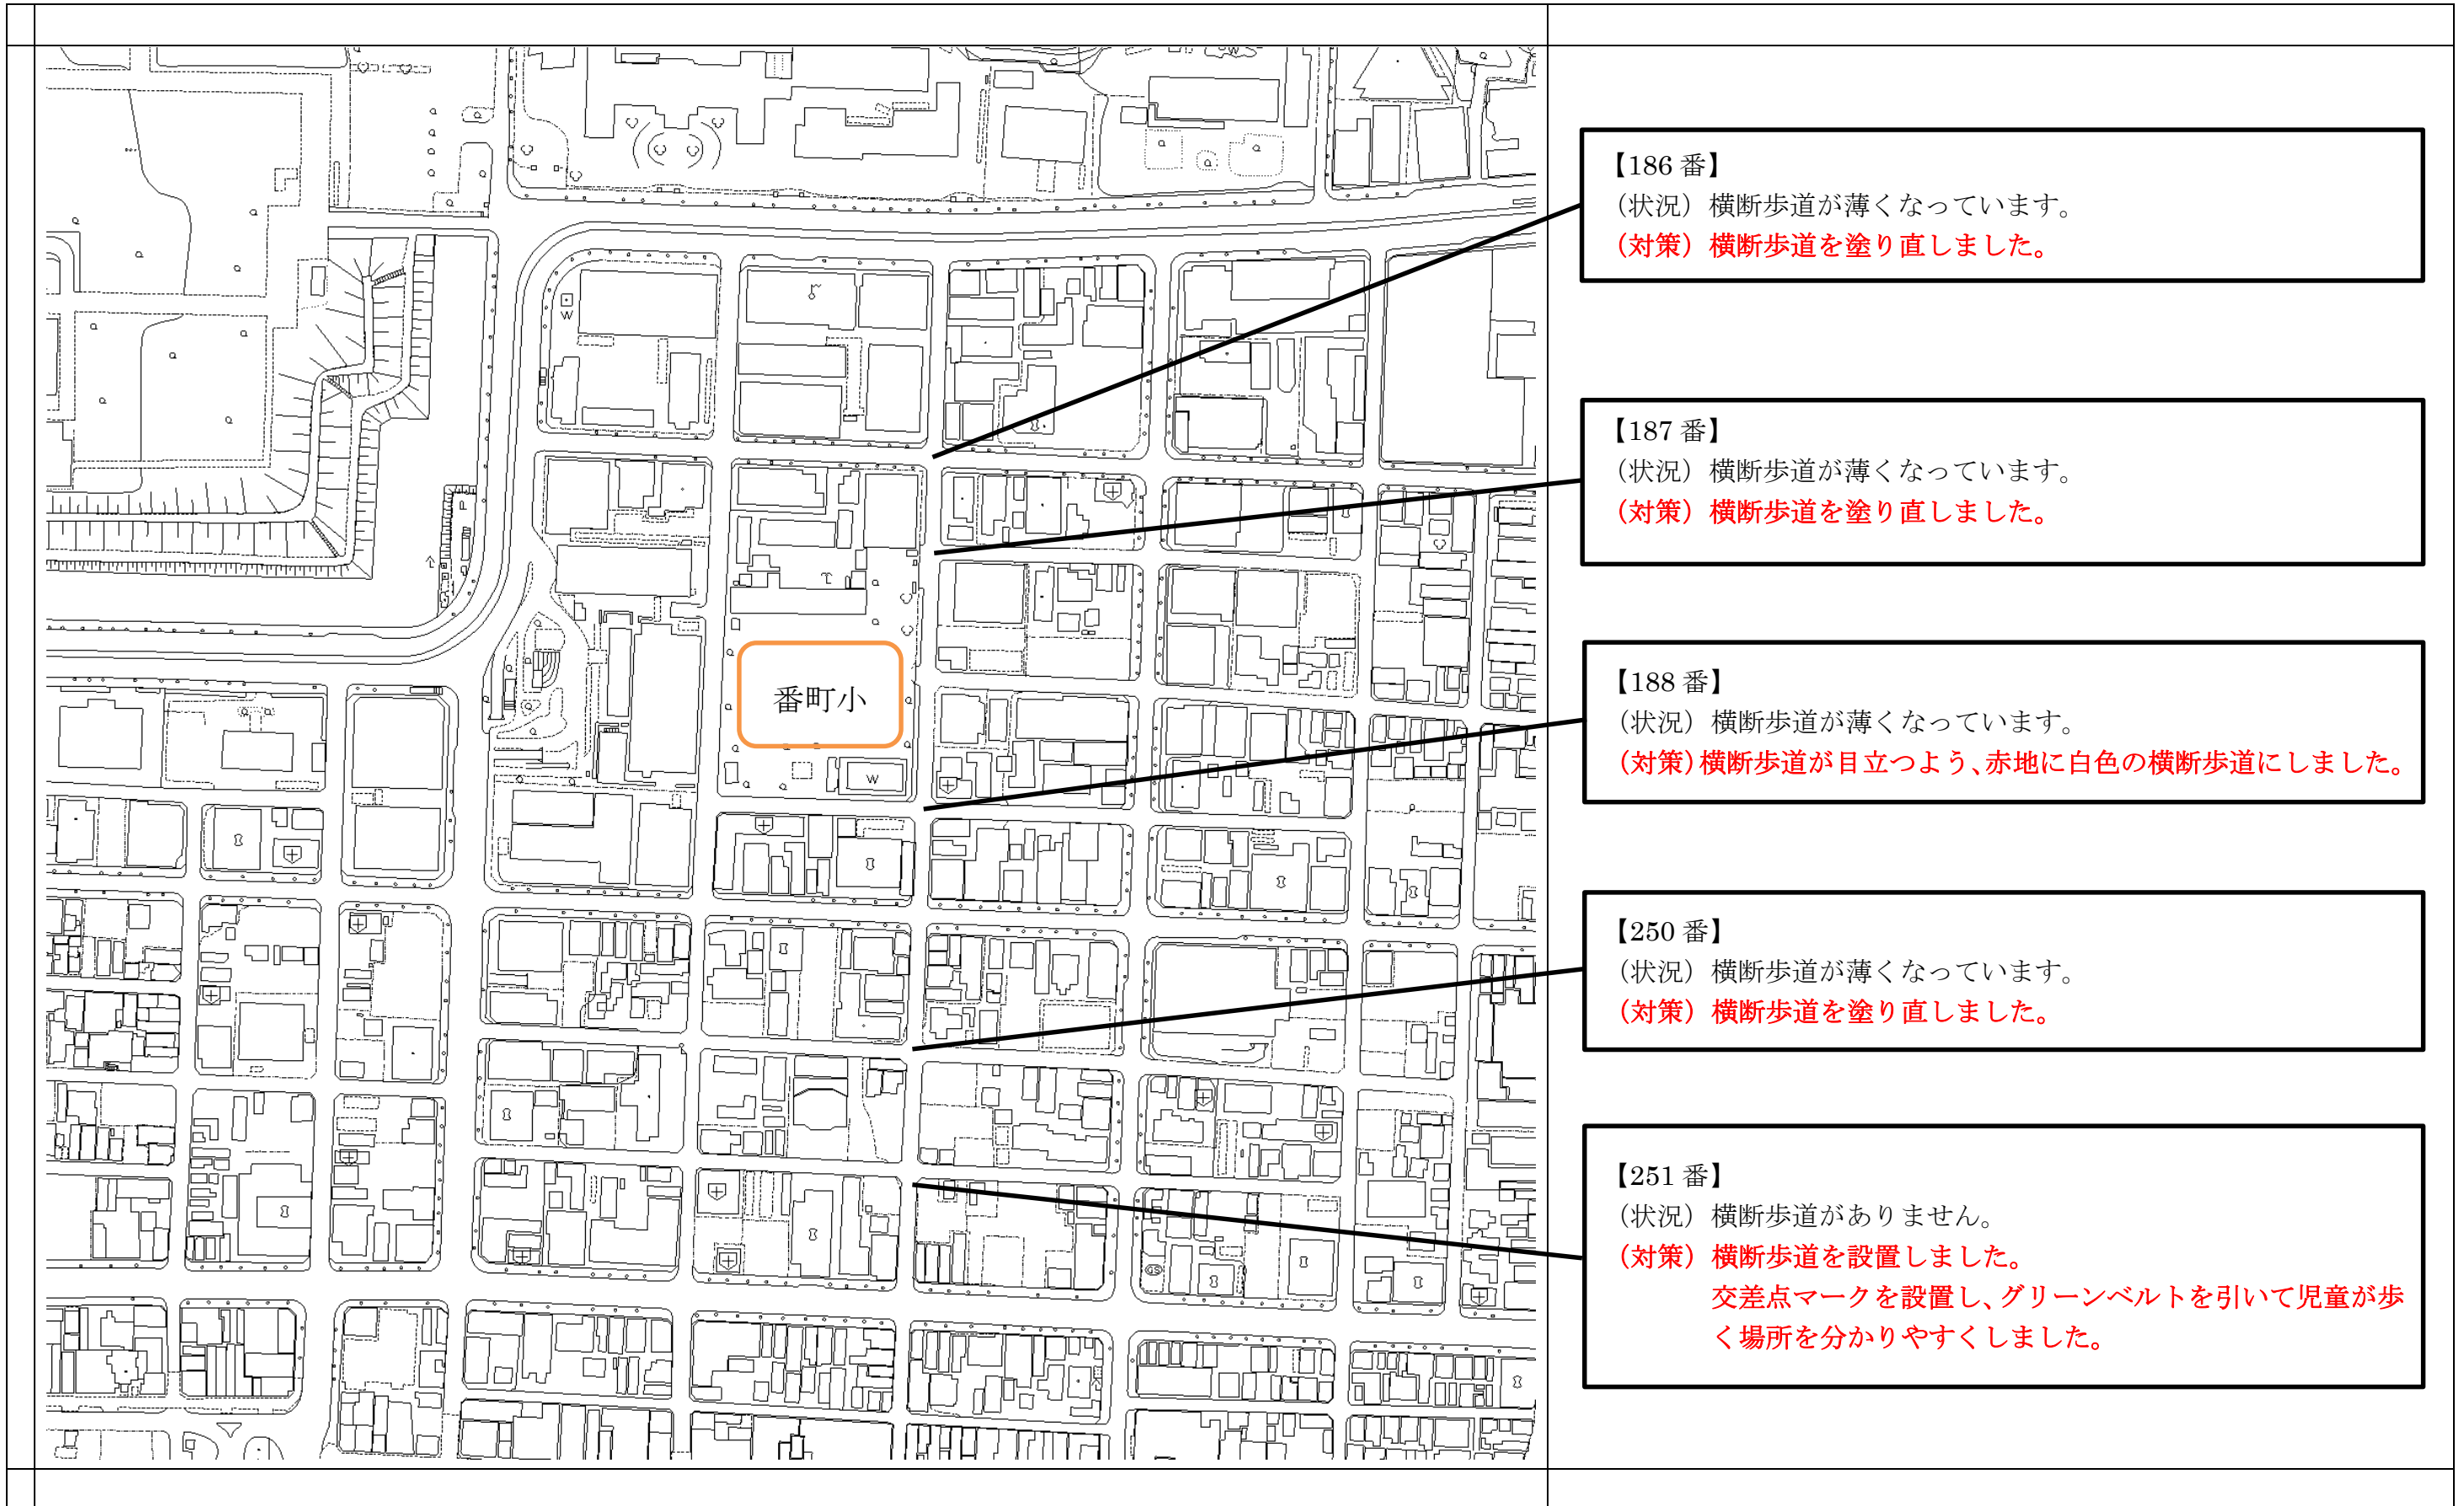 番町小
【186 番】
（状況）横断歩道が薄くなっています。
（対策）横断歩道を塗り直しました。
【187 番】
（状況）横断歩道が薄くなっています。
（対策）横断歩道を塗り直しました。
【188 番】
（状況）横断歩道が薄くなっています。
（対策）横断歩道が目立つよう、赤地に白色の横断歩道にしました。
【250 番】
（状況）横断歩道が薄くなっています。
（対策）横断歩道を塗り直しました。
【251 番】
（状況）横断歩道がありません。
（対策）横断歩道を設置しました。
交差点マークを設置し、グリーンベルトを引いて児童が歩
く場所を分かりやすくしました。